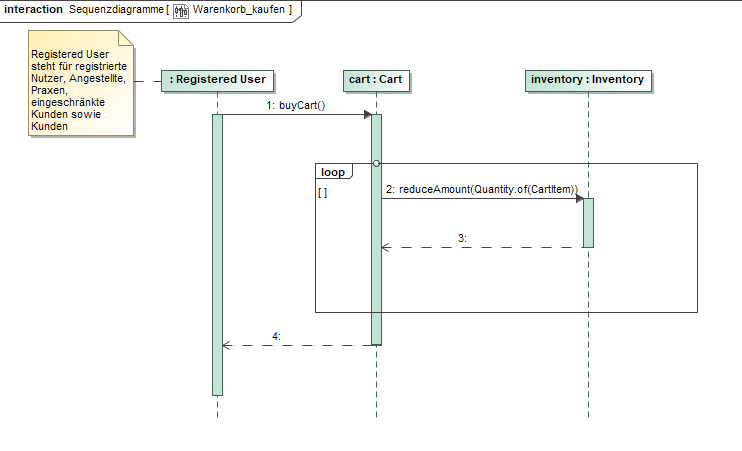 interaction Sequenzdiagramme [ Warenkorb_kaufen ]
Registered User
steht für registrierte
Nutzer, Angestellte,
Praxen,
eingeschränkte
Kunden sowie
Kunden
: Registered User
cart : Cart
inventory : Inventory
1: buyCart()
loop
[ ]
2: reduceAmount(Quantity.of(CartItem))
3:
4: